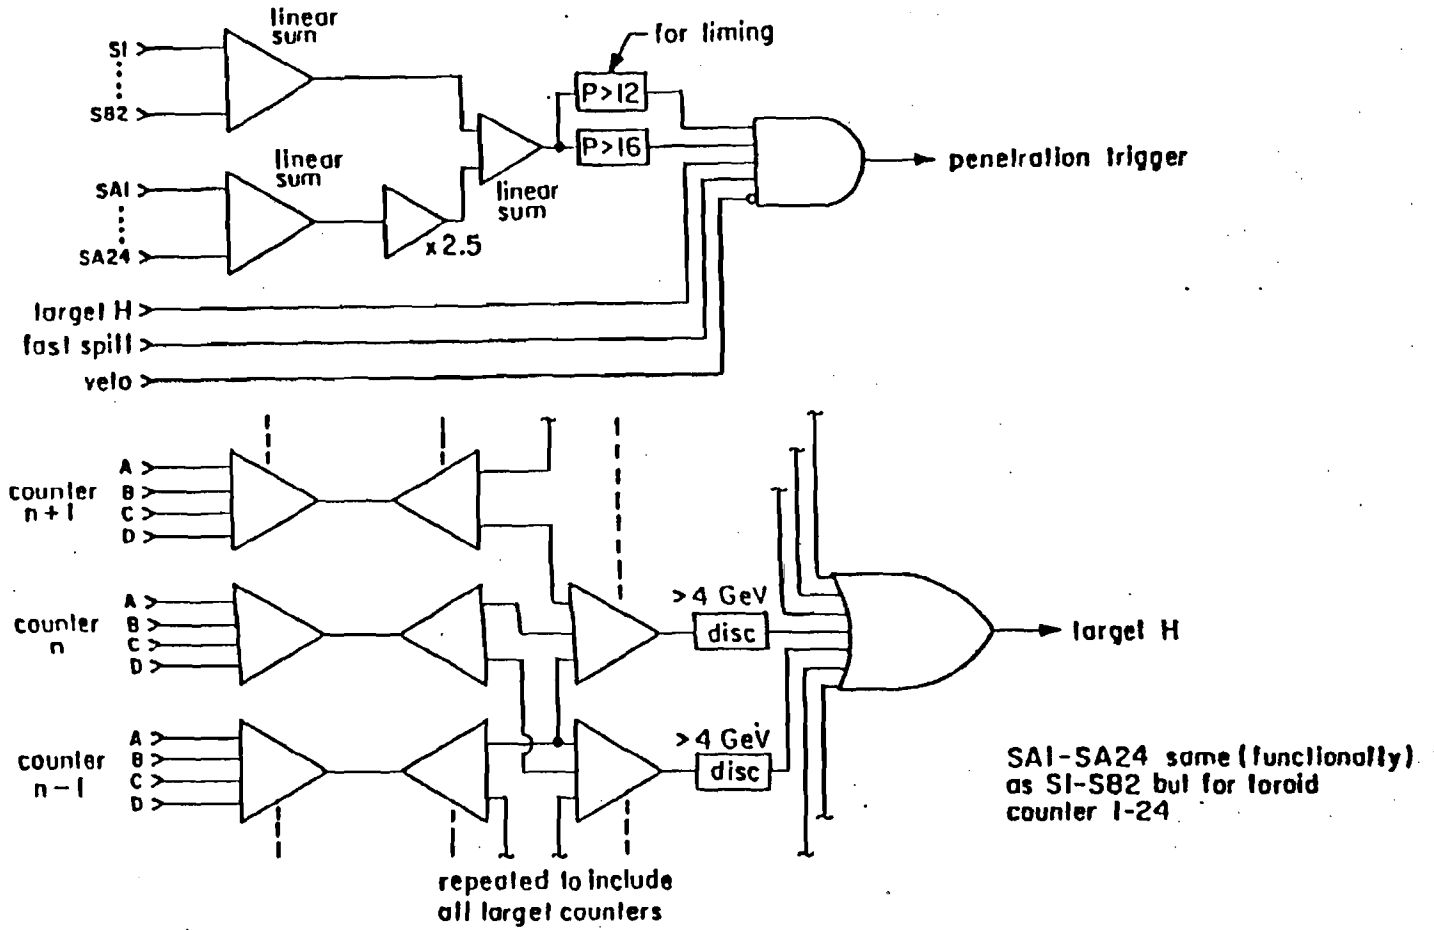 linear
sum
for timing
S1
S82
P>12
P>16
linear
sum
linear
sum
penetration trigger
SA1
SA24
x 2.5
target H
fast spill
veto
counter
n+1
A
B
C
D
counter
n
A
B
C
D
>4 GeV
disc
target H
counter
n-1
A
B
C
D
>4 GeV
disc
SA1-SA24 same (functionally)
as S1-S82 but for toroid
counter 1-24
repeated to include
all target counters